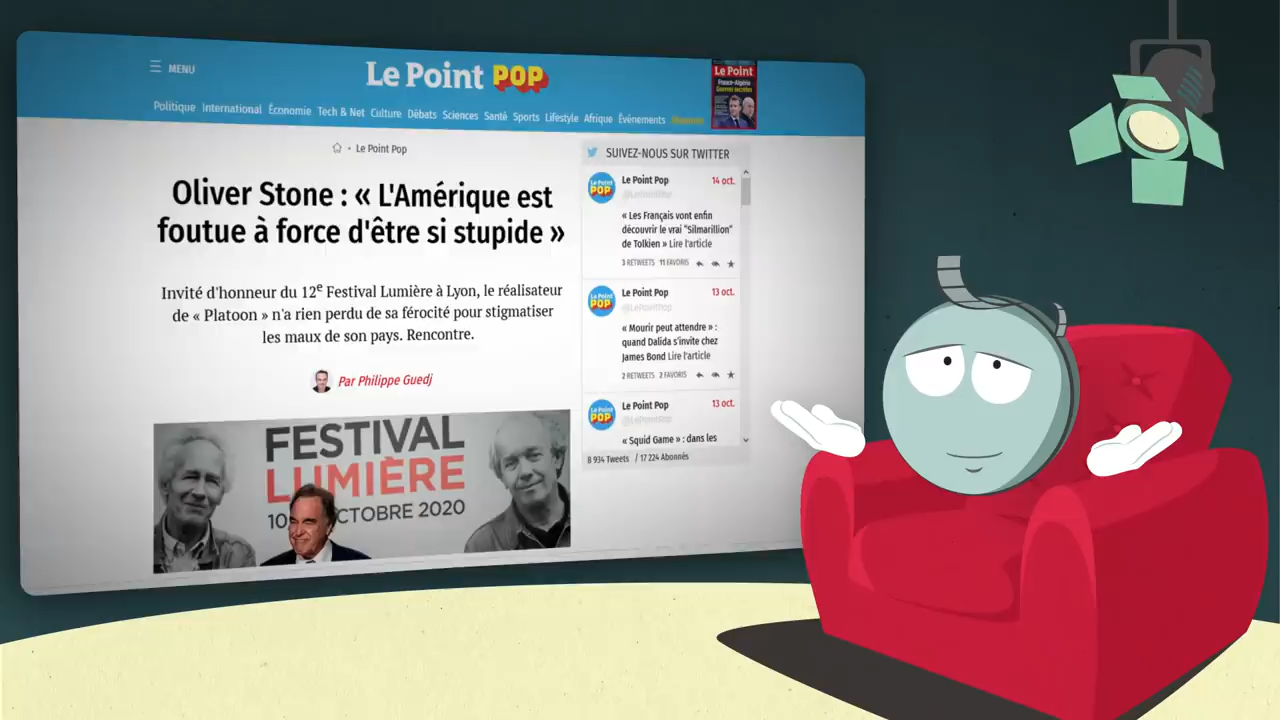 MENU
Le Point POP
Le Point
Politique International Économie Tech & Net Culture Débats Sciences Santé Sports Lifestyle Afrique Événements
Le Point Pop
Oliver Stone : « L'Amérique est
foutue à force d'être si stupide »
Invité d'honneur du 12e Festival Lumière à Lyon, le réalisateur
de « Platoon » n'a rien perdu de sa férocité pour stigmatiser
les maux de son pays. Rencontre.
Par Philippe Guedj
FESTIVAL
LUMIÈRE
10 CTOBRE 2020
SUIVEZ-NOUS SUR TWITTER
Le Point Pop 14 oct.
@LePointPop
« Les Français vont enfin
découvrir le vrai "Silmarillion"
de Tolkien » Lire l'article
3 RETWEETS 11 FAVORIS
Le Point Pop 13 oct.
@LePointPop
« Mourir peut attendre » :
quand Dalida s'invite chez
James Bond Lire l'article
2 RETWEETS 2 FAVORIS
Le Point Pop 13 oct.
@LePointPop
« Squid Game » : dans les
8 934 Tweets / 17 224 Abonnés